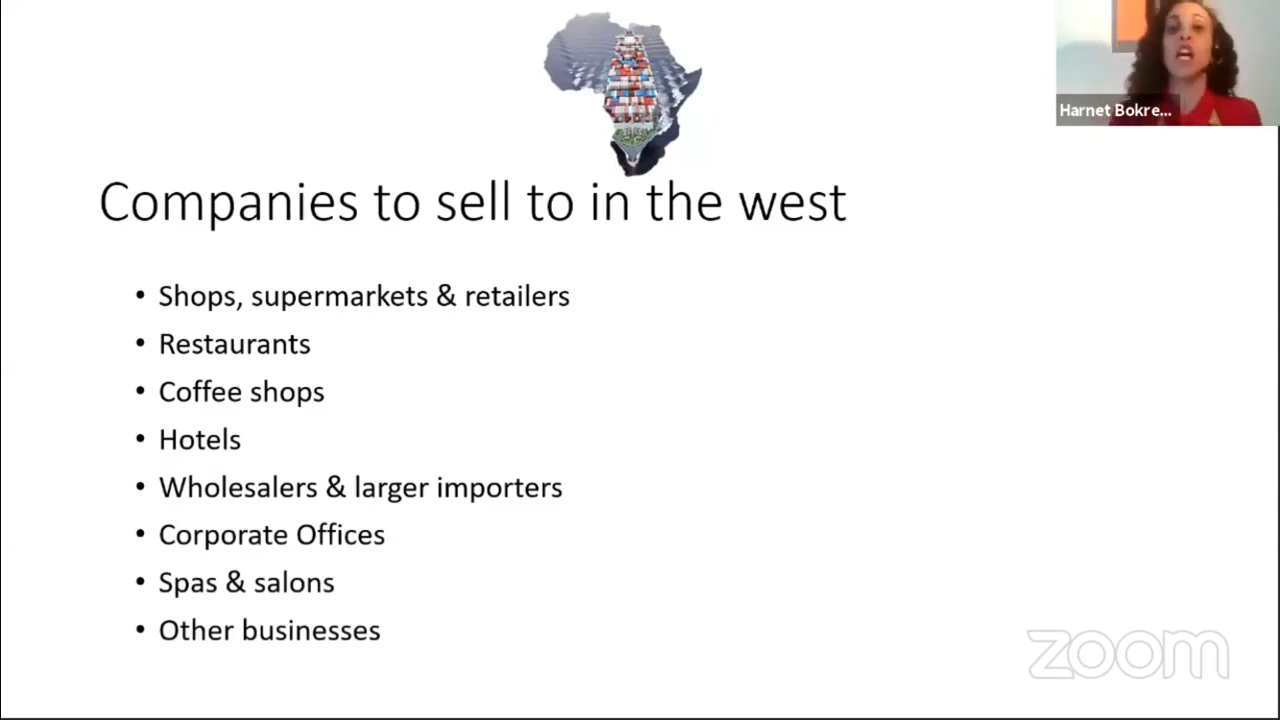 Harnet Bokre...
Companies to sell to in the west
• Shops, supermarkets & retailers
• Restaurants
• Coffee shops
• Hotels
• Wholesalers & larger importers
• Corporate Offices
• Spas & salons
• Other businesses
zoom